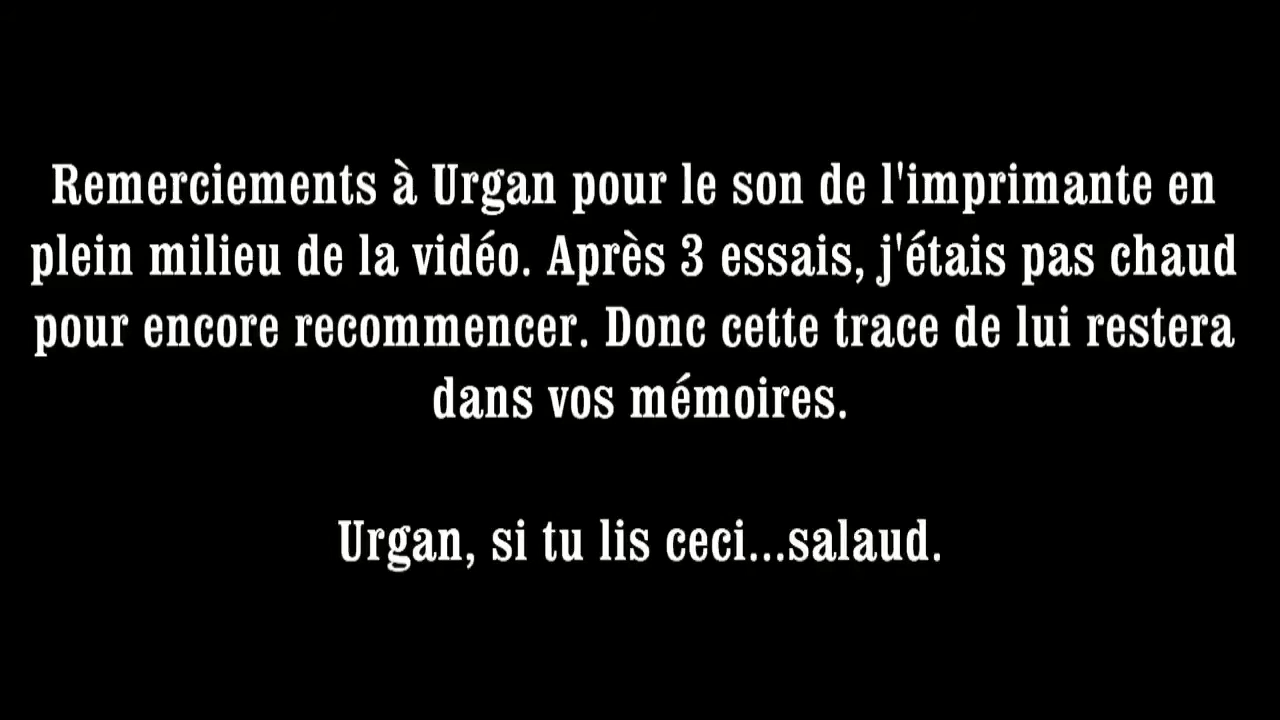 Remerciements à Urgan pour le son de l'imprimante en
plein milieu de la vidéo. Après 3 essais, j'étais pas chaud
pour encore recommencer. Donc cette trace de lui restera
dans vos mémoires.
Urgan, si tu lis ceci...salaud.